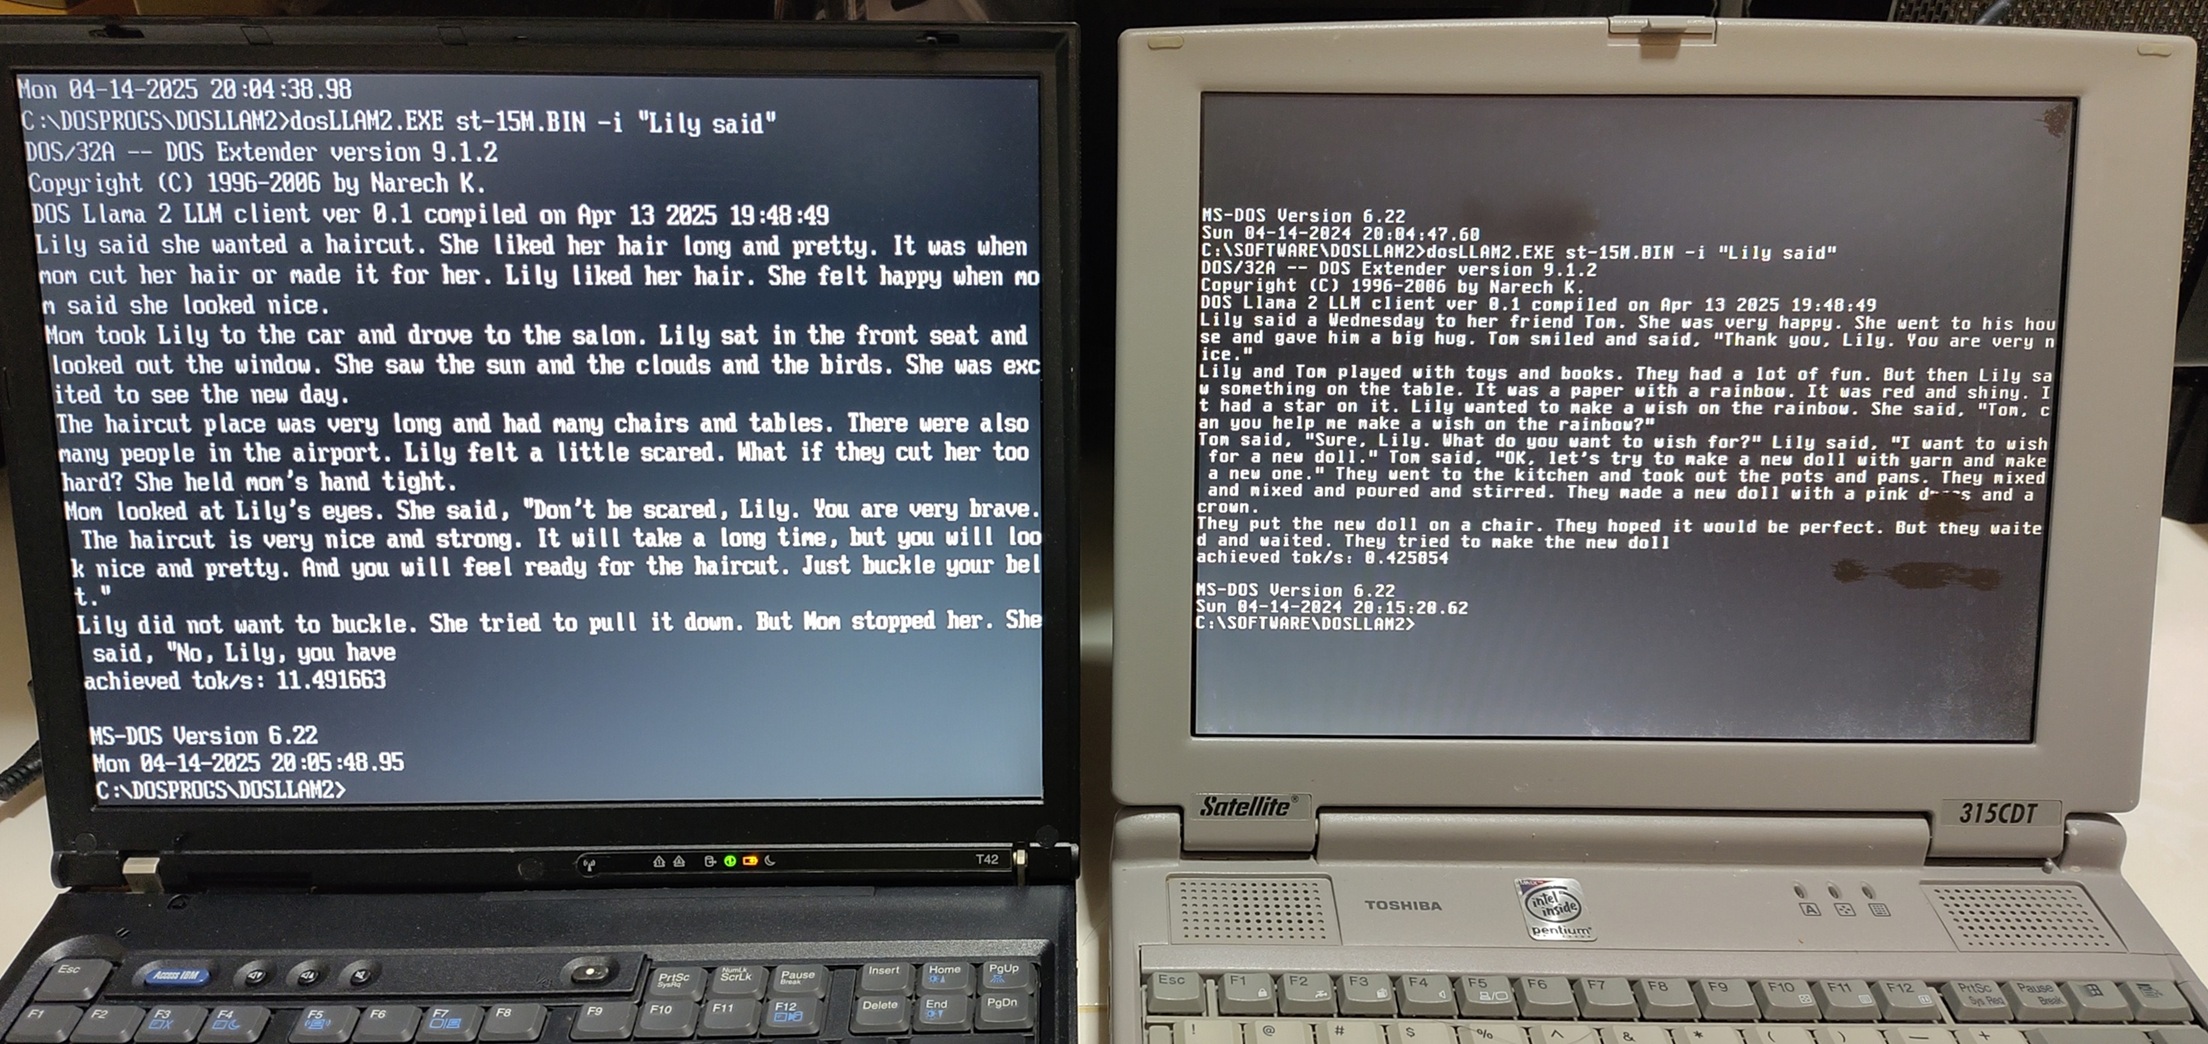 Mon 04-14-2025 20:04:38.98
C:\DOSPROGS\DOSLLAM2>dosLLAM2.EXE st-15M.BIN -i "Lily said"
DOS/32A -- DOS Extender version 9.1.2
Copyright (C) 1996-2006 by Narech K.
DOS Llama 2 LLM client ver 0.1 compiled on Apr 13 2025 19:48:49
Lily said she wanted a haircut. She liked her hair long and pretty. It was when
mom cut her hair or made it for her. Lily liked her hair. She felt happy when mo
m said she looked nice.
Mom took Lily to the car and drove to the salon. Lily sat in the front seat and
looked out the window. She saw the sun and the clouds and the birds. She was exc
ited to see the new day.
The haircut place was very long and had many chairs and tables. There were also
many people in the airport. Lily felt a little scared. What if they cut her too
hard? She held mom's hand tight.
Mom looked at Lily's eyes. She said, "Don't be scared, Lily. You are very brave.
The haircut is very nice and strong. It will take a long time, but you will loo
k nice and pretty. And you will feel ready for the haircut. Just buckle your bel
t."
Lily did not want to buckle. She tried to pull it down. But Mom stopped her. She
said, "No, Lily, you have
achieved tok/s: 11.491663
MS-DOS Version 6.22
Mon 04-14-2025 20:05:48.95
C:\DOSPROGS\DOSLLAM2>
T42
Esc
Access IBM
PrtSc
SysRq
NumLk
ScrLk
Pause
Break
Insert
Home
PgUp
F1
F2
F3
F4
F5
F6
F7
F8
F9
F10
F11
F12
Delete
End
PgDn
MS-DOS Version 6.22
Sun 04-14-2024 20:04:47.60
C:\SOFTWARE\DOSLLAM2>dosLLAM2.EXE st-15M.BIN -i "Lily said"
DOS/32A -- DOS Extender version 9.1.2
Copyright (C) 1996-2006 by Narech K.
DOS Llama 2 LLM client ver 0.1 compiled on Apr 13 2025 19:48:49
Lily said a Wednesday to her friend Tom. She was very happy. She went to his hou
se and gave him a big hug. Tom smiled and said, "Thank you, Lily. You are very n
ice."
Lily and Tom played with toys and books. They had a lot of fun. But then Lily sa
w something on the table. It was a paper with a rainbow. It was red and shiny. I
t had a star on it. Lily wanted to make a wish on the rainbow. She said, "Tom, c
an you help me make a wish on the rainbow?"
Tom said, "Sure, Lily. What do you want to wish for?" Lily said, "I want to wish
for a new doll." Tom said, "OK, let's try to make a new doll with yarn and make
a new one." They went to the kitchen and took out the pots and pans. They mixed
and mixed and poured and stirred. They made a new doll with a pink and a
crown.
They put the new doll on a chair. They hoped it would be perfect. But they waite
d and waited. They tried to make the new doll
achieved tok/s: 0.425854
MS-DOS Version 6.22
Sun 04-14-2024 20:15:20.62
C:\SOFTWARE\DOSLLAM2>
Satellite®
315CDT
TOSHIBA
intel
inside
pentium®
A
Esc
F1
F2
F3
F4
F5
F6
F7
F8
F9
F10
F11
F12
PrtSc
Sys Req
Pause
Break
! @ # $ % ^ & * ( ) _ +